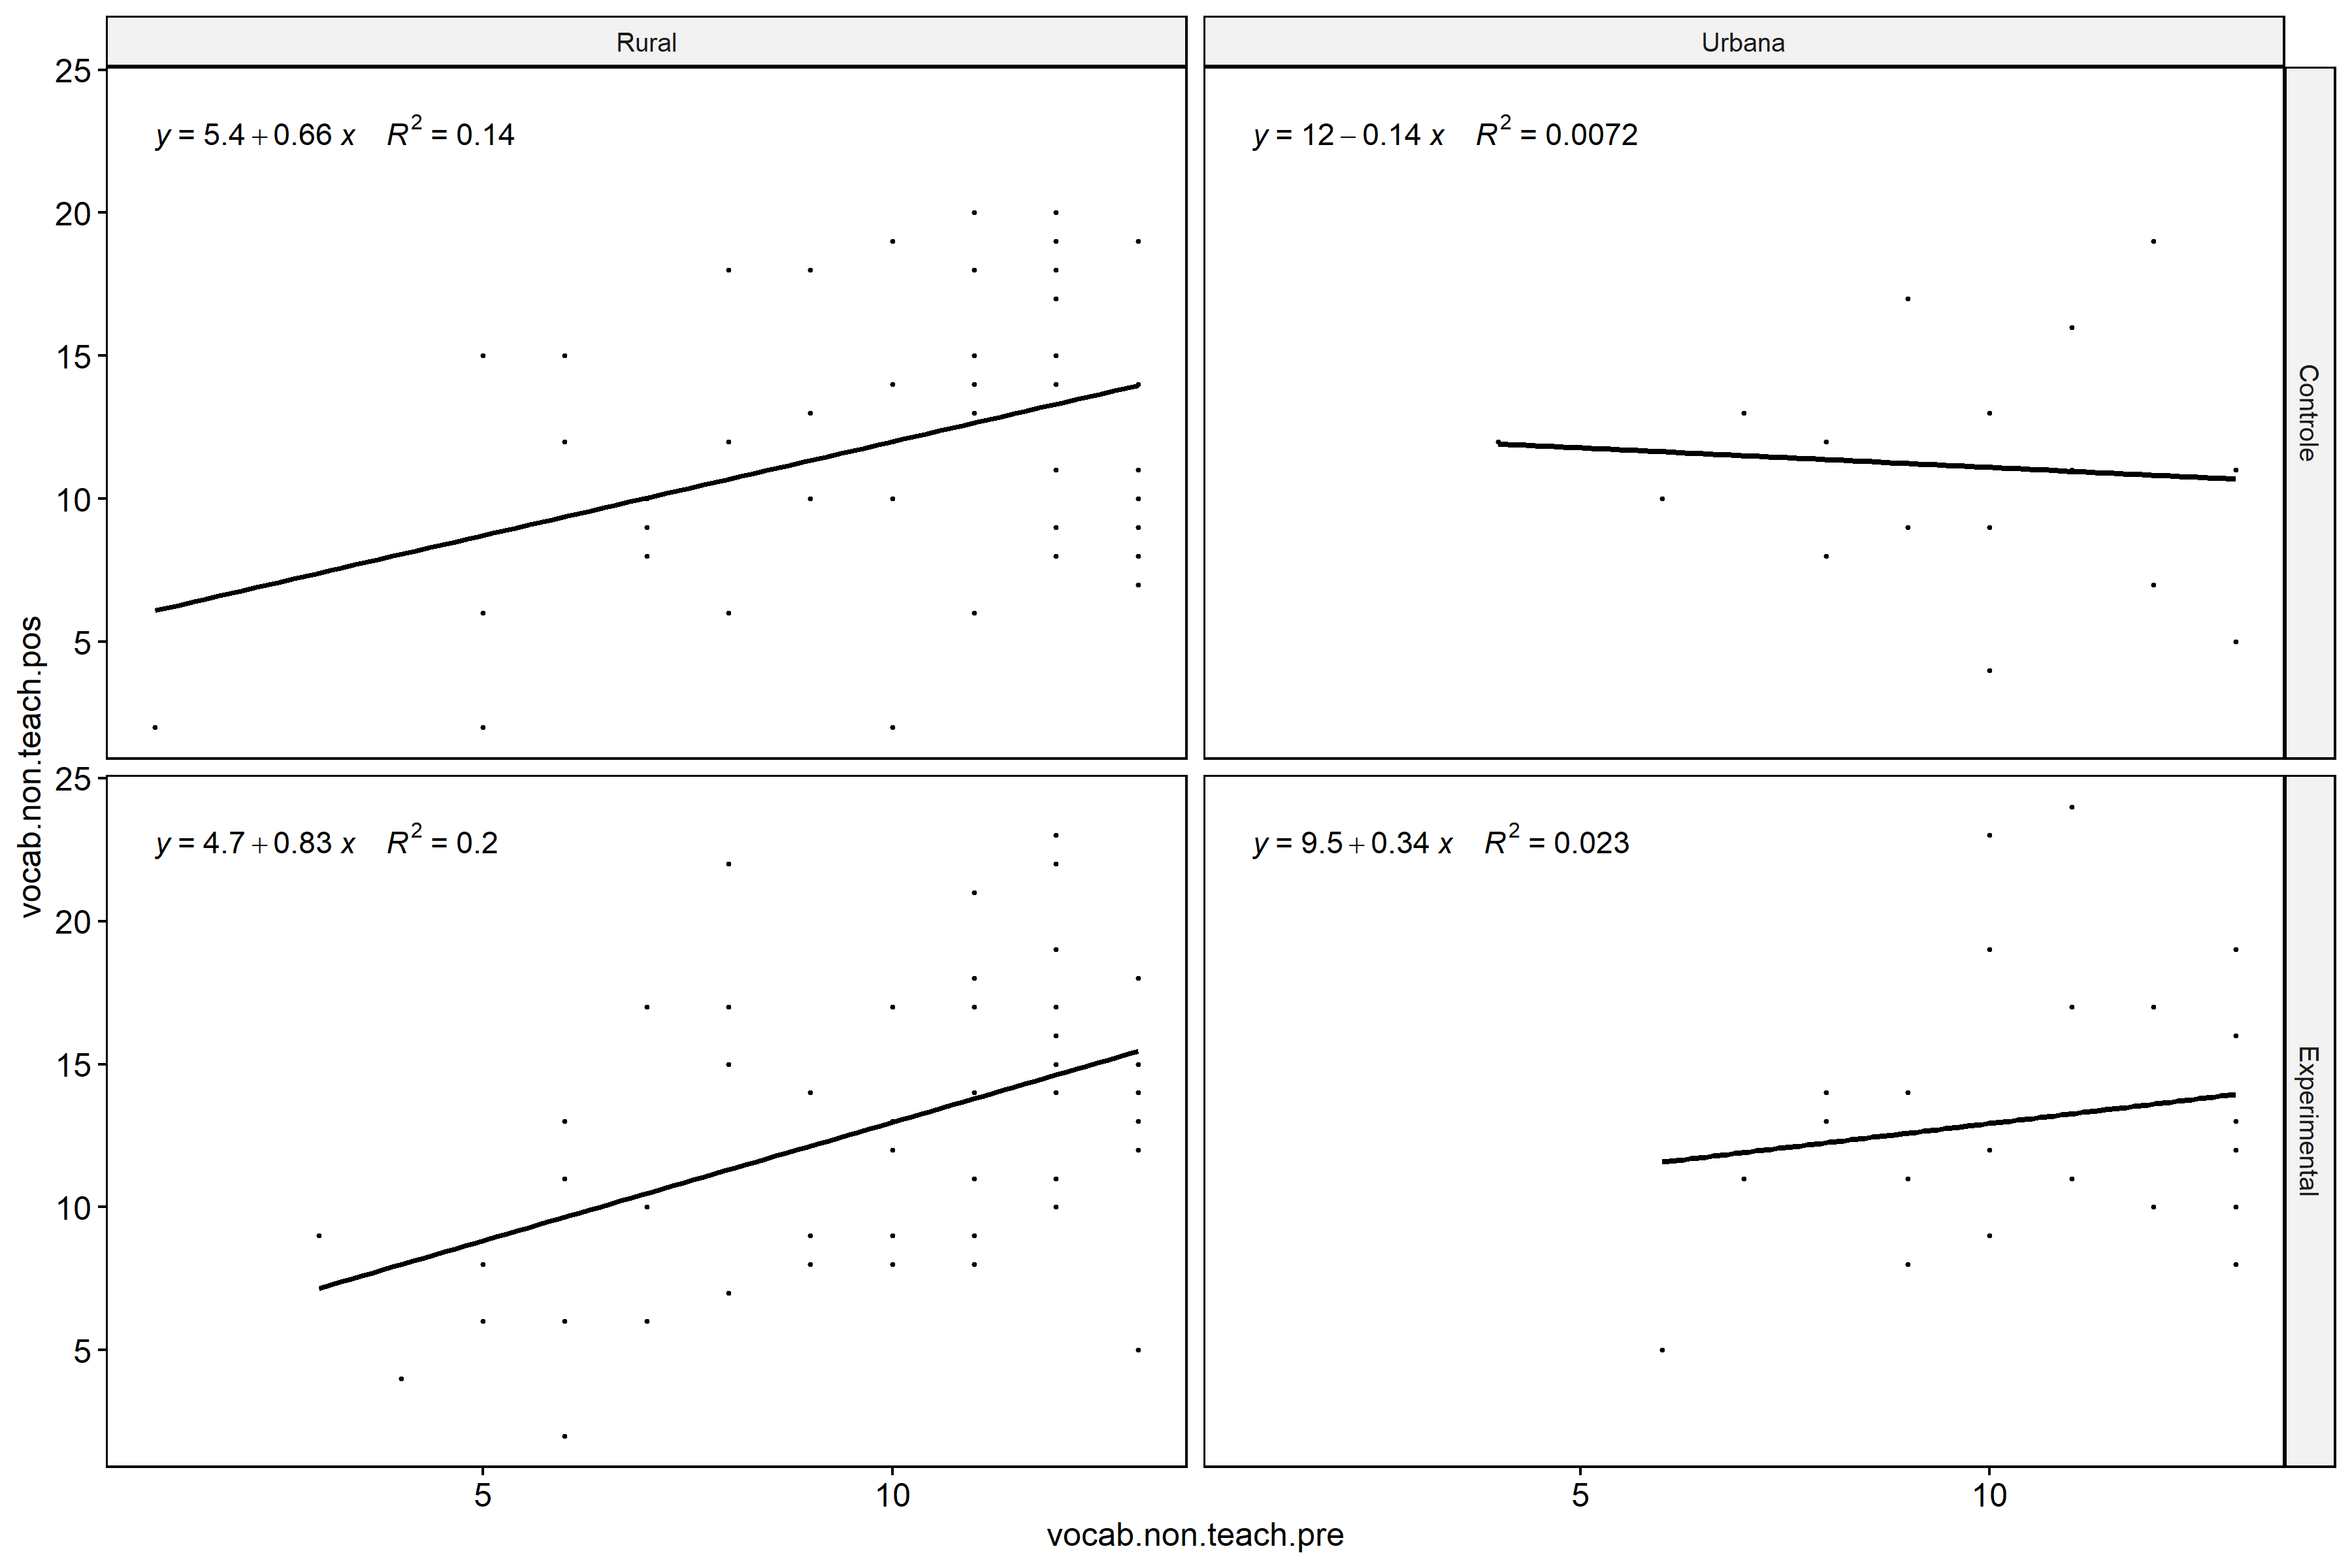 Rural
Urbana
25
20
15
10
5
y = 5.4 + 0.66 x R² = 0.14
y = 12 − 0.14 x R² = 0.0072
Controle
vocab.non.teach.pos
25
20
15
10
5
y = 4.7 + 0.83 x R² = 0.2
y = 9.5 + 0.34 x R² = 0.023
Experimental
5 10
5 10
vocab.non.teach.pre